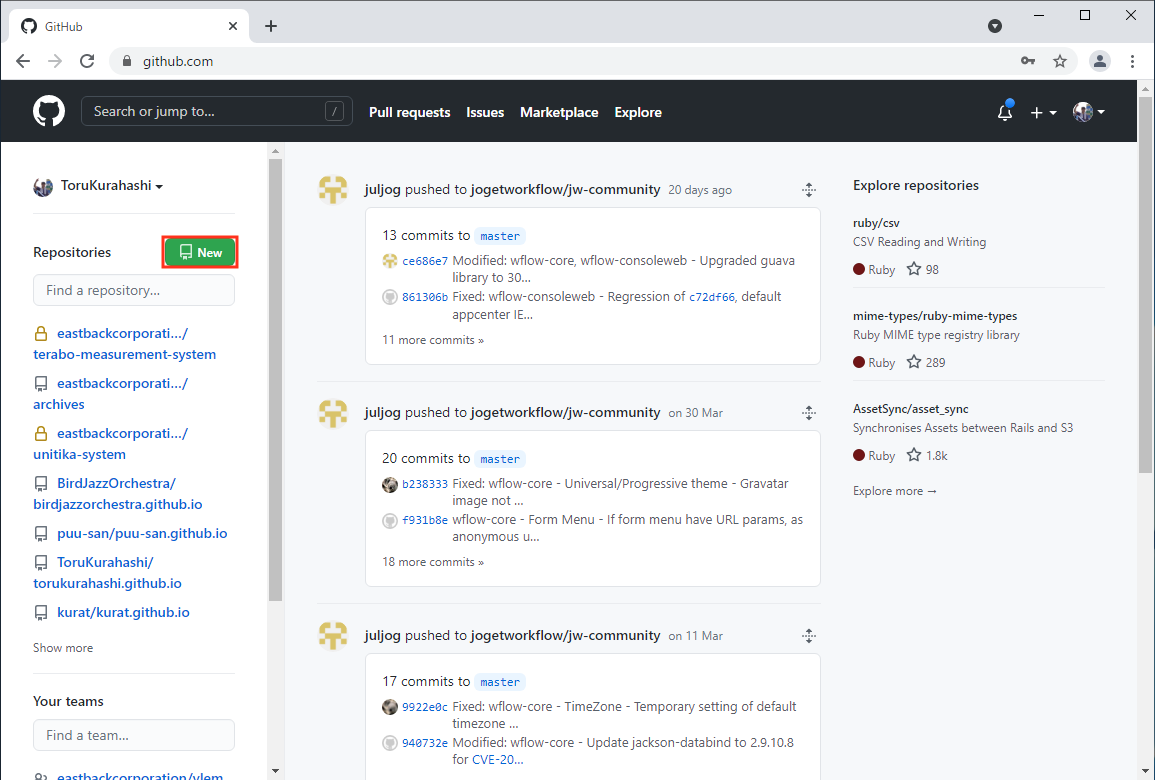 GitHub
github.com
Search or jump to...
/
Pull requests
Issues
Marketplace
Explore
ToruKurahashi
Repositories
New
Find a repository...
eastbackcorporati.../
terabo-measurement-system
eastbackcorporati.../
archives
eastbackcorporati.../
unitika-system
BirdJazzOrchestra/
birdjazzorchestra.github.io
puu-san/puu-san.github.io
ToruKurahashi/
torukurahashi.github.io
kurat/kurat.github.io
Show more
Your teams
Find a team...
eastbackcorporation/vlem
juljog pushed to jogetworkflow/jw-community 20 days ago
13 commits to master
ce686e7 Modified: wflow-core, wflow-consoleweb - Upgraded guava
library to 30...
861306b Fixed: wflow-consoleweb - Regression of c72df66, default
appcenter IE...
11 more commits »
juljog pushed to jogetworkflow/jw-community on 30 Mar
20 commits to master
b238333 Fixed: wflow-core - Universal/Progressive theme - Gravatar
image not ...
f931b8e wflow-core - Form Menu - If form menu have URL params, as
anonymous u...
18 more commits »
juljog pushed to jogetworkflow/jw-community on 11 Mar
17 commits to master
9922e0c Fixed: wflow-core - TimeZone - Temporary setting of default
timezone ...
940732e Modified: wflow-core - Update jackson-databind to 2.9.10.8
for CVE-20...
Explore repositories
ruby/csv
CSV Reading and Writing
Ruby 98
mime-types/ruby-mime-types
Ruby MIME type registry library
Ruby 289
AssetSync/asset_sync
Synchronises Assets between Rails and S3
Ruby 1.8k
Explore more →